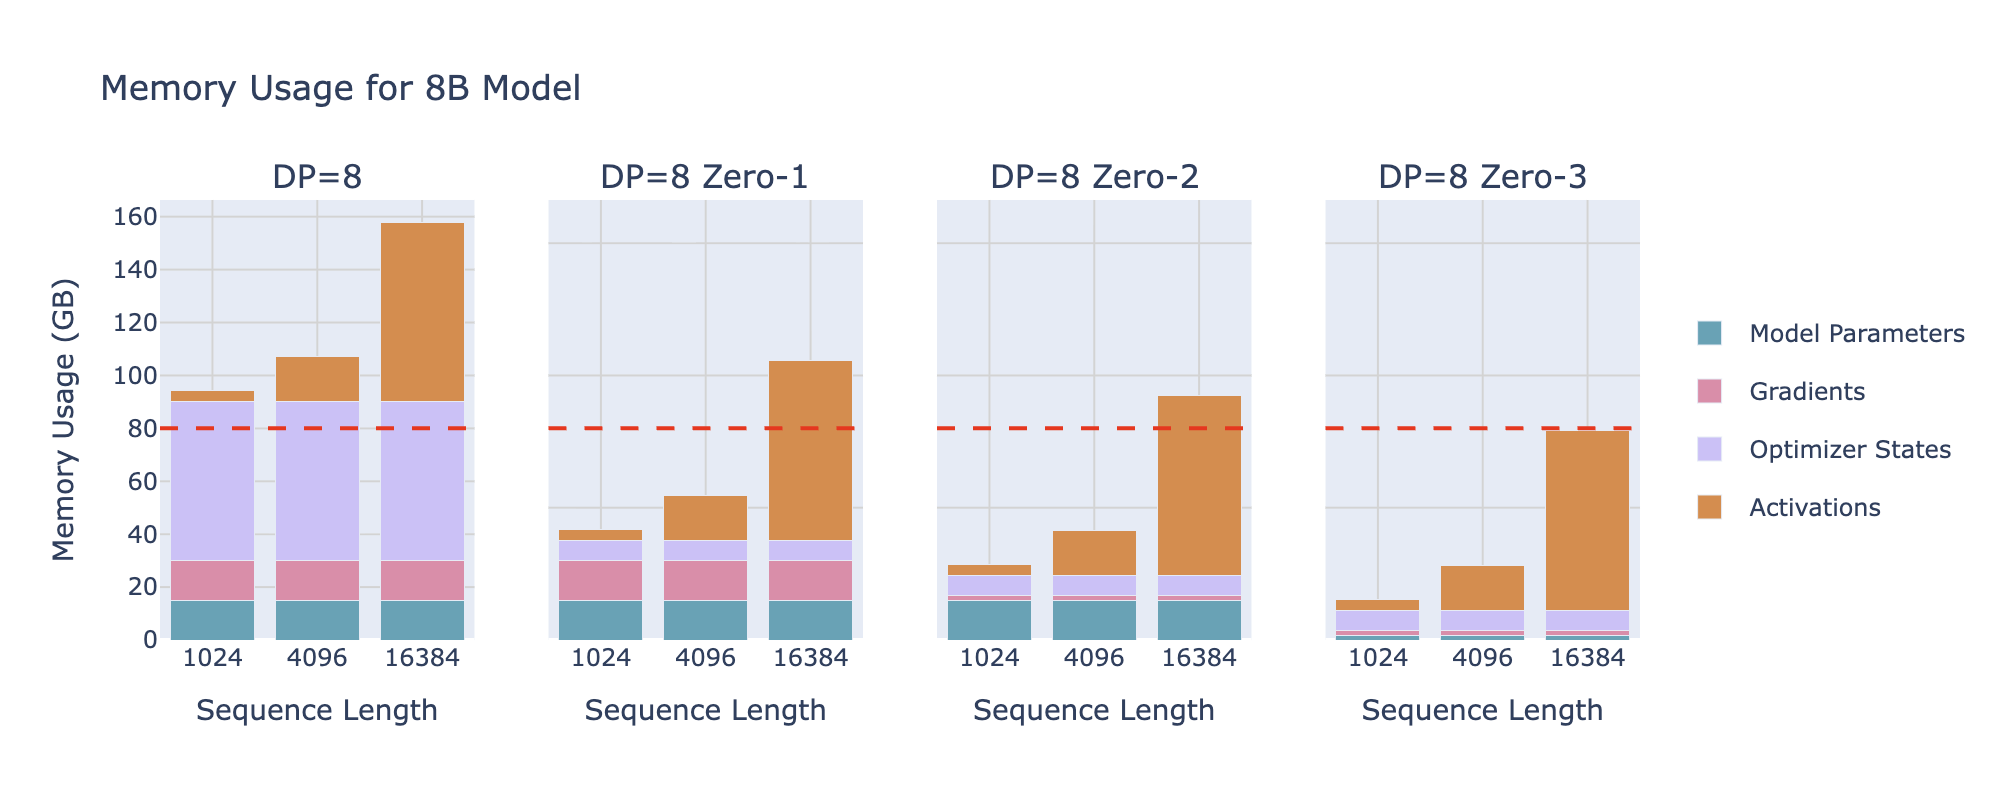 Memory Usage for 8B Model
DP=8
DP=8 Zero-1
DP=8 Zero-2
DP=8 Zero-3
Memory Usage (GB)
160
140
120
100
80
60
40
20
0
1024 4096 16384
1024 4096 16384
1024 4096 16384
1024 4096 16384
Sequence Length
Sequence Length
Sequence Length
Sequence Length
Model Parameters
Gradients
Optimizer States
Activations